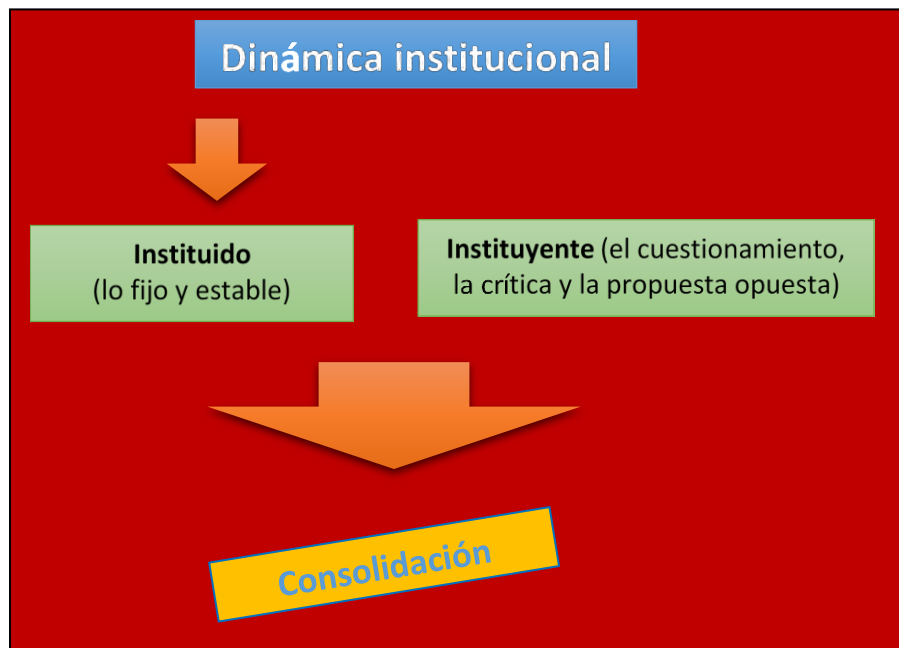 Dinámica institucional
Instituido
(lo fijo y estable)
Instituyente (el cuestionamiento,
la crítica y la propuesta opuesta)
Consolidación